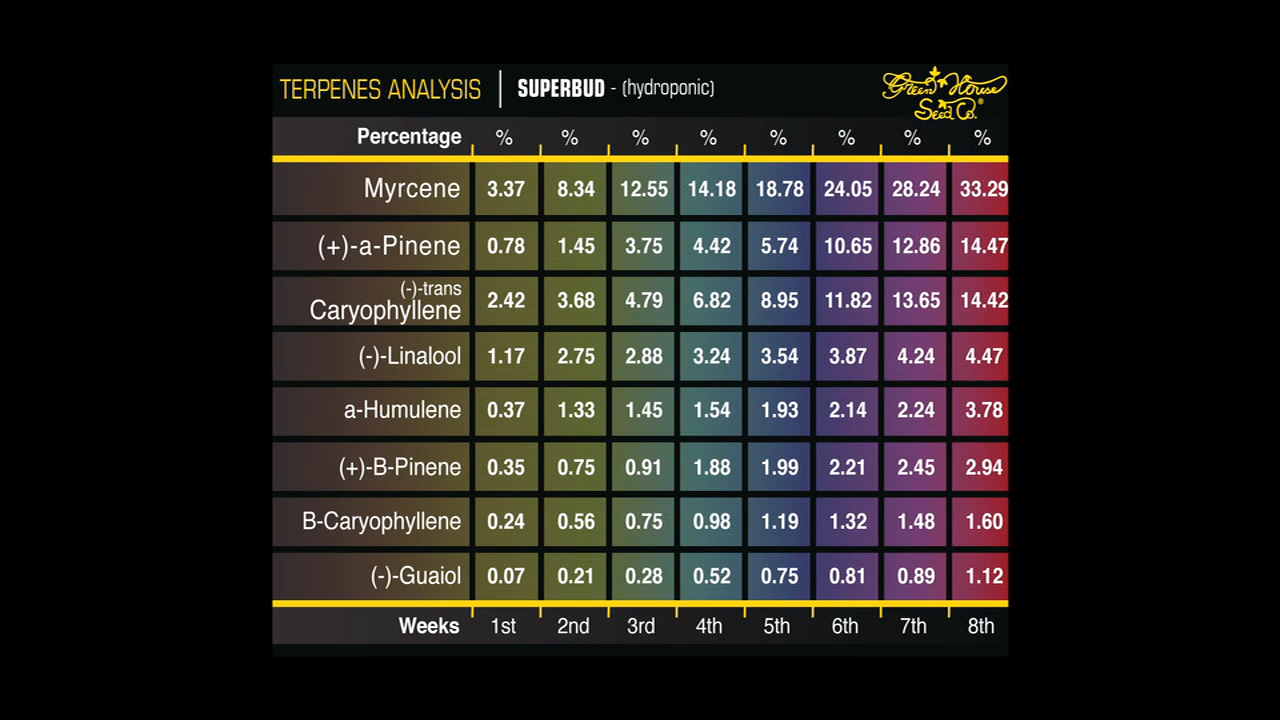 TERPENES ANALYSIS | SUPERBUD - (hydroponic)
Green House
Seed Co.®
Percentage % % % % % % % %
Myrcene 3.37 8.34 12.55 14.18 18.78 24.05 28.24 33.29
(+)-a-Pinene 0.78 1.45 3.75 4.42 5.74 10.65 12.86 14.47
(-)-trans
Caryophyllene 2.42 3.68 4.79 6.82 8.95 11.82 13.65 14.42
(-)-Linalool 1.17 2.75 2.88 3.24 3.54 3.87 4.24 4.47
a-Humulene 0.37 1.33 1.45 1.54 1.93 2.14 2.24 3.78
(+)-B-Pinene 0.35 0.75 0.91 1.88 1.99 2.21 2.45 2.94
B-Caryophyllene 0.24 0.56 0.75 0.98 1.19 1.32 1.48 1.60
(-)-Guaiol 0.07 0.21 0.28 0.52 0.75 0.81 0.89 1.12
Weeks 1st 2nd 3rd 4th 5th 6th 7th 8th